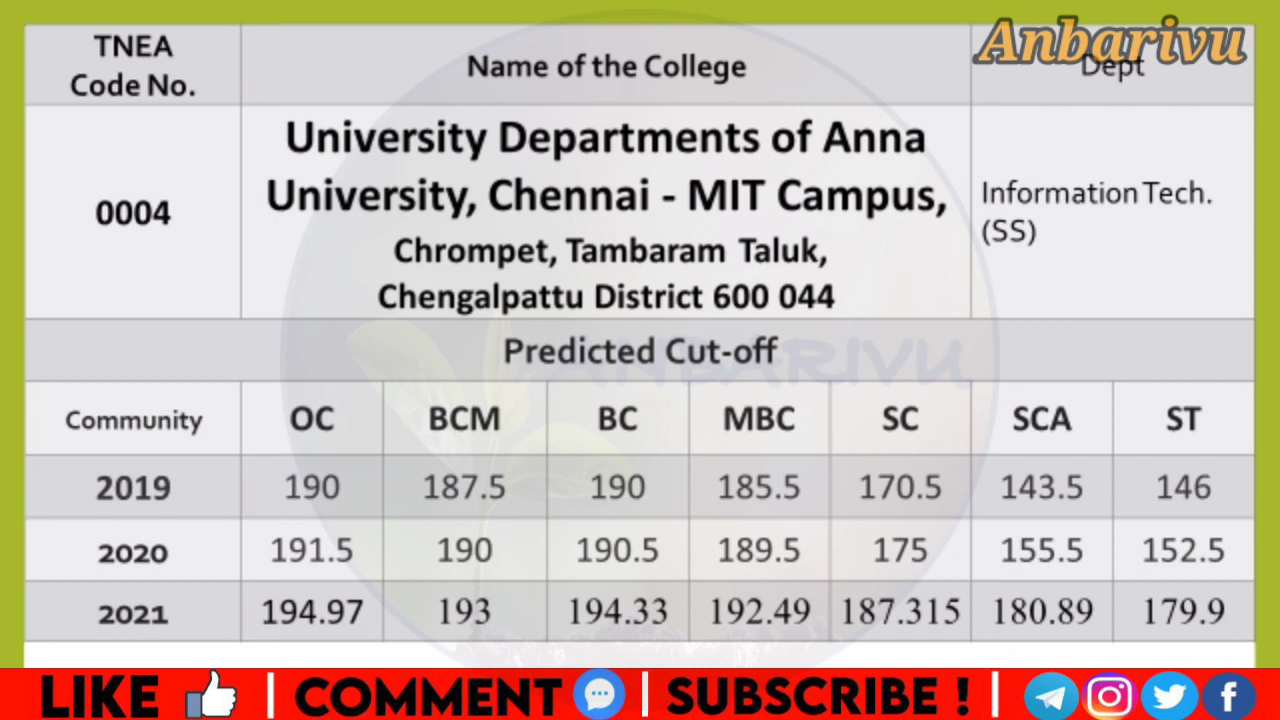 Anbarivu
TNEA
Code No.
Name of the College
Dept
0004
University Departments of Anna
University, Chennai - MIT Campus,
Chrompet, Tambaram Taluk,
Chengalpattu District 600 044
Information Tech.
(SS)
Predicted Cut-off
ANBARIVU
Community OC BCM BC MBC SC SCA ST
2019 190 187.5 190 185.5 170.5 143.5 146
2020 191.5 190 190.5 189.5 175 155.5 152.5
2021 194.97 193 194.33 192.49 187.315 180.89 179.9
LIKE | COMMENT | SUBSCRIBE ! |